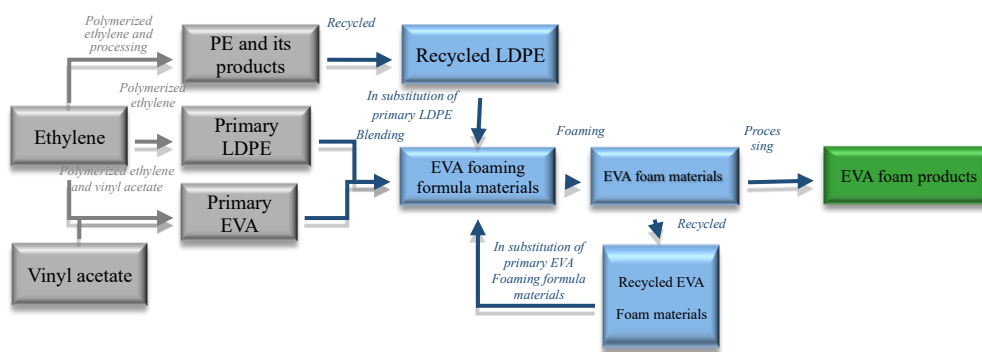 Polymerized
ethylene and
processing
PE and its
products
Recycled
Recycled LDPE
Ethylene
Polymerized
ethylene
Primary
LDPE
In substitution of
primary LDPE
Blending
EVA foaming
formula materials
Foaming
EVA foam materials
Proces
sing
EVA foam products
Polymerized ethylene
and vinyl acetate
Primary
EVA
Vinyl acetate
In substitution of
primary EVA
Foaming formula
materials
Recycled
Recycled EVA
Foam materials